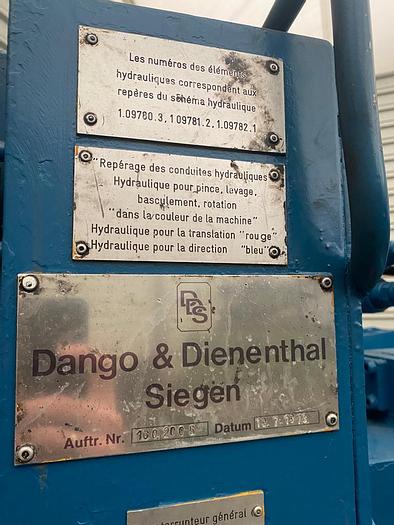 Les numéros des éléments
hydrauliques correspondent aux
repères du schéma hydraulique
1.09780.3, 1.09781.2, 1.09782.1
"Repérage des conduites hydrauliques
Hydraulique pour pince, levage,
basculement, rotation
"dans la couleur de la machine"
Hydraulique pour la translation "rouge"
Hydraulique pour la direction "bleu"
DDS
Dango & Dienenthal
Siegen
Auftr. Nr. Datum
interrupteur général